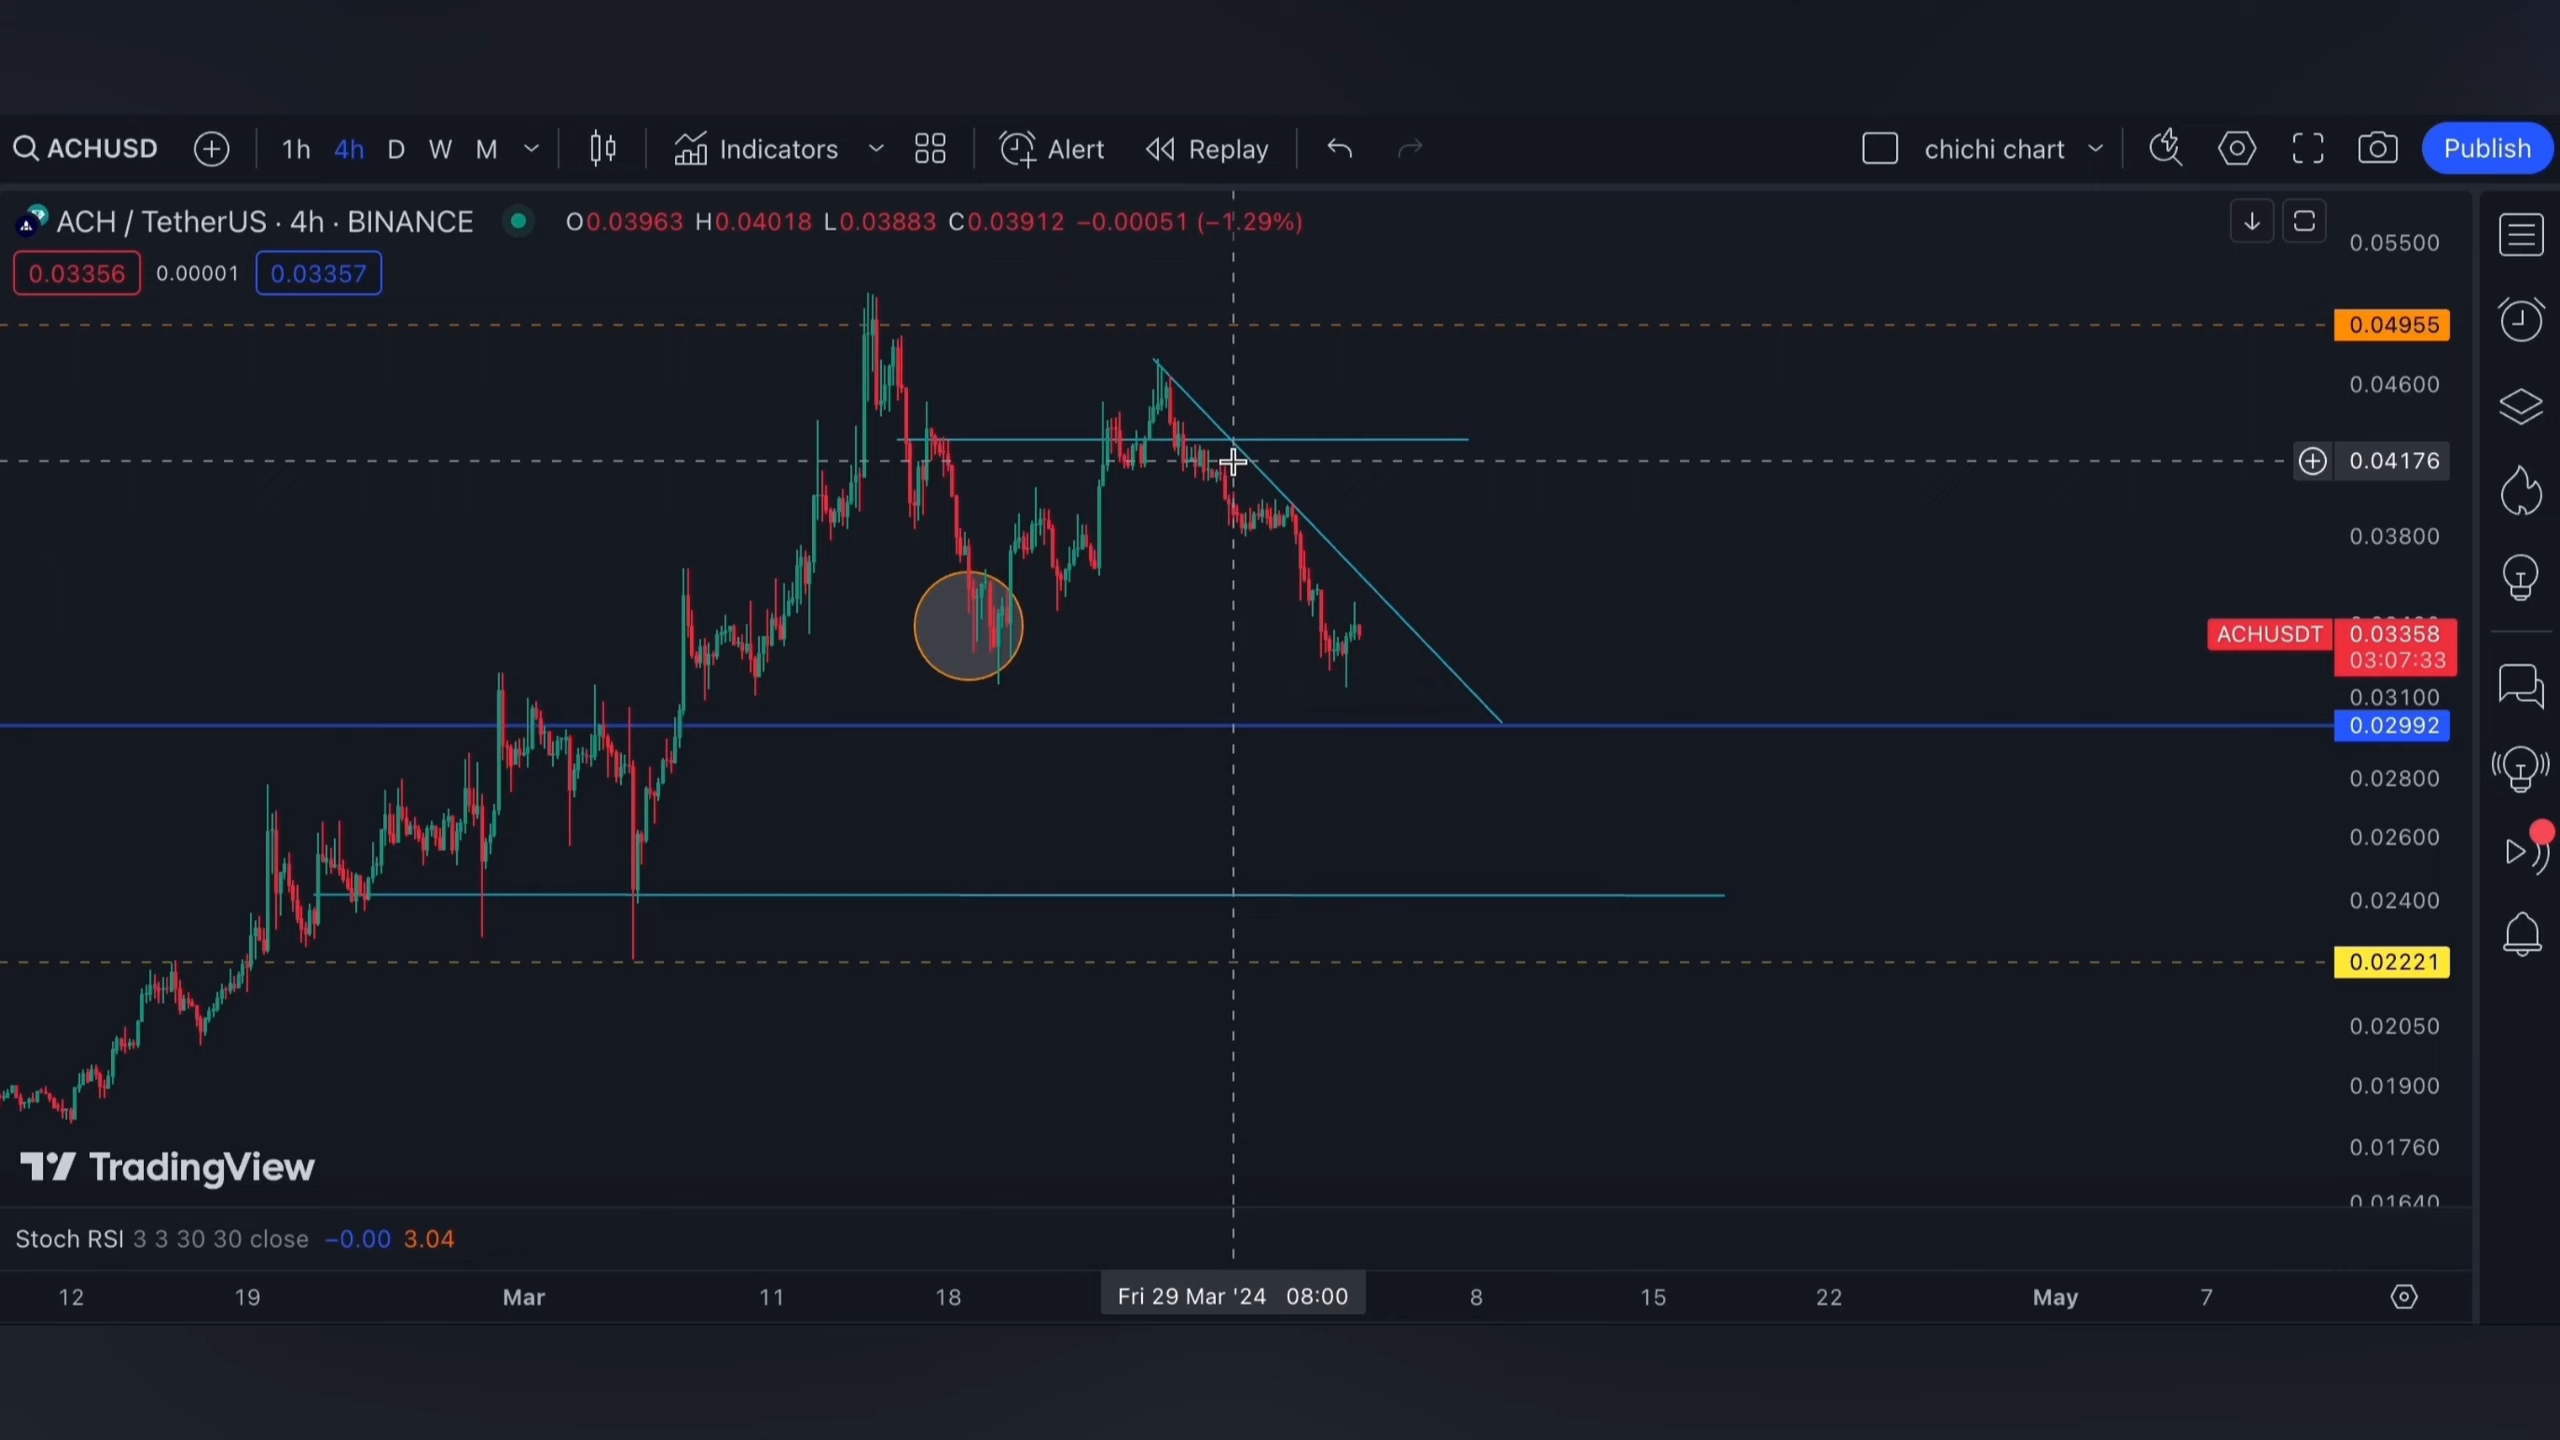 ACHUSD 1h 4h D W M Indicators Alert Replay chichi chart Publish
ACH / TetherUS · 4h · BINANCE O0.03963 H0.04018 L0.03883 C0.03912 −0.00051 (−1.29%)
0.03356 0.00001 0.03357
0.05500
0.04955
0.04600
0.04176
0.03800
ACHUSDT 0.03358
03:07:33
0.03100
0.02992
0.02800
0.02600
0.02400
0.02221
0.02050
0.01900
0.01760
0.01640
TradingView
Stoch RSI 3 3 30 30 close −0.00 3.04
12 19 Mar 11 18 Fri 29 Mar '24 08:00 8 15 22 May 7